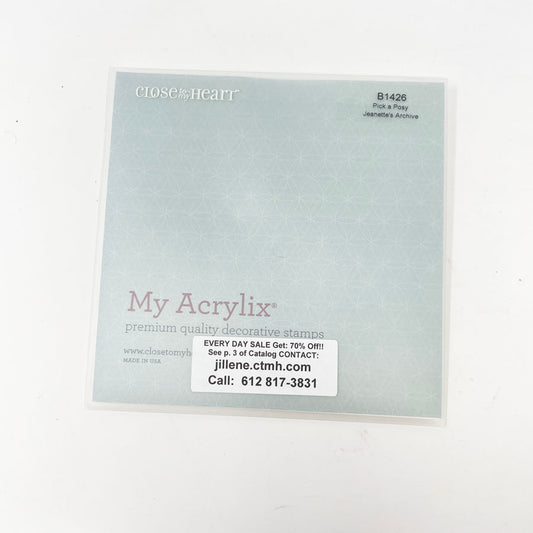 CLOSE to my HEART
B1426
Pick a Posy
Jeanette's Archive
My Acrylix®
premium quality decorative stamps
www.closetomyh
MADE IN USA
EVERY DAY SALE Get: 70% Off!!
See p. 3 of Catalog CONTACT:
jillene.ctmh.com
Call: 612 817-3831